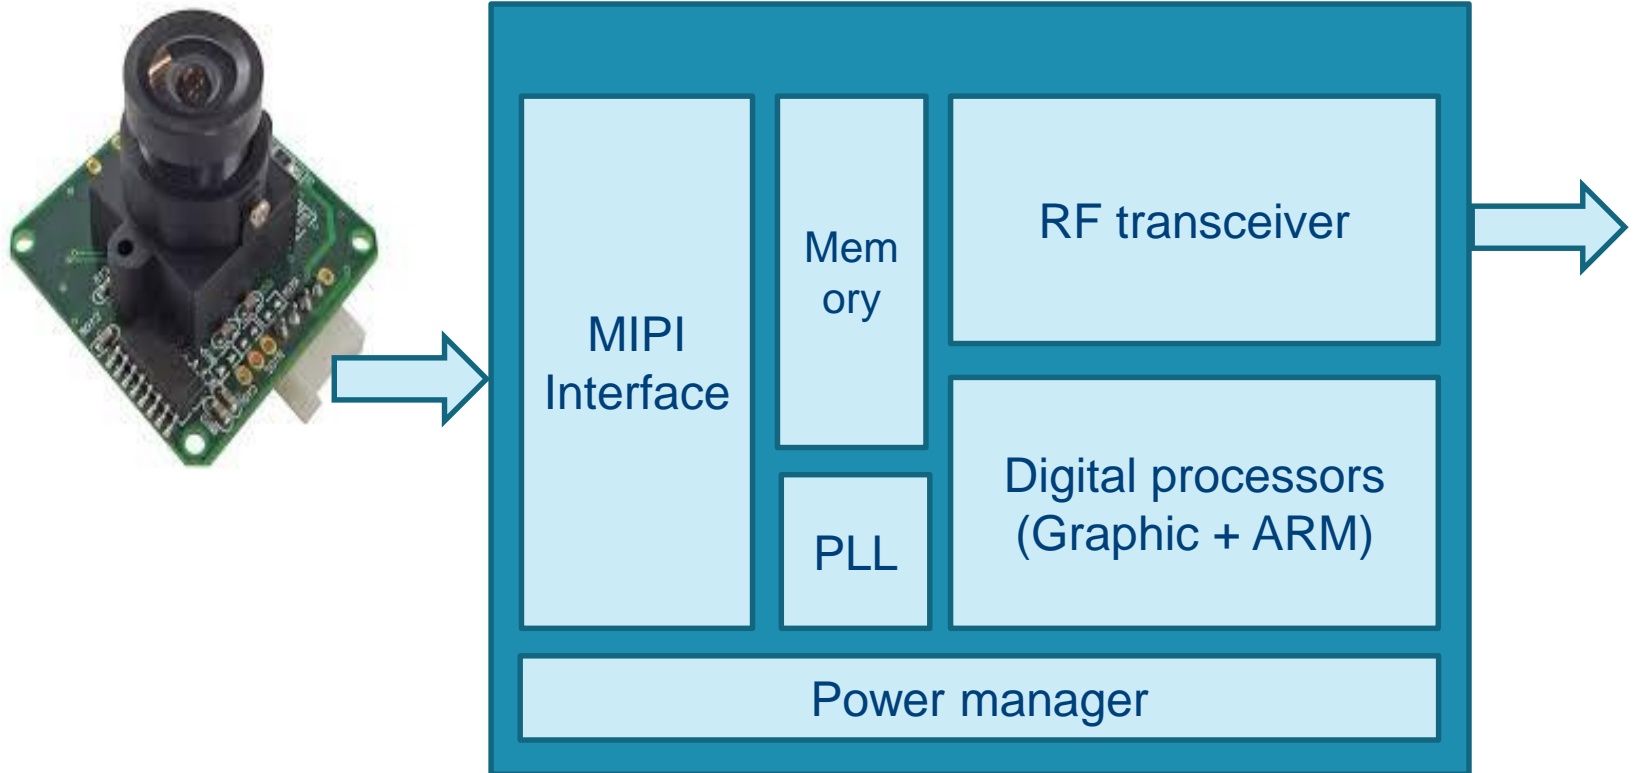 MIPI
Interface
Mem
ory
PLL
RF transceiver
Digital processors
(Graphic + ARM)
Power manager